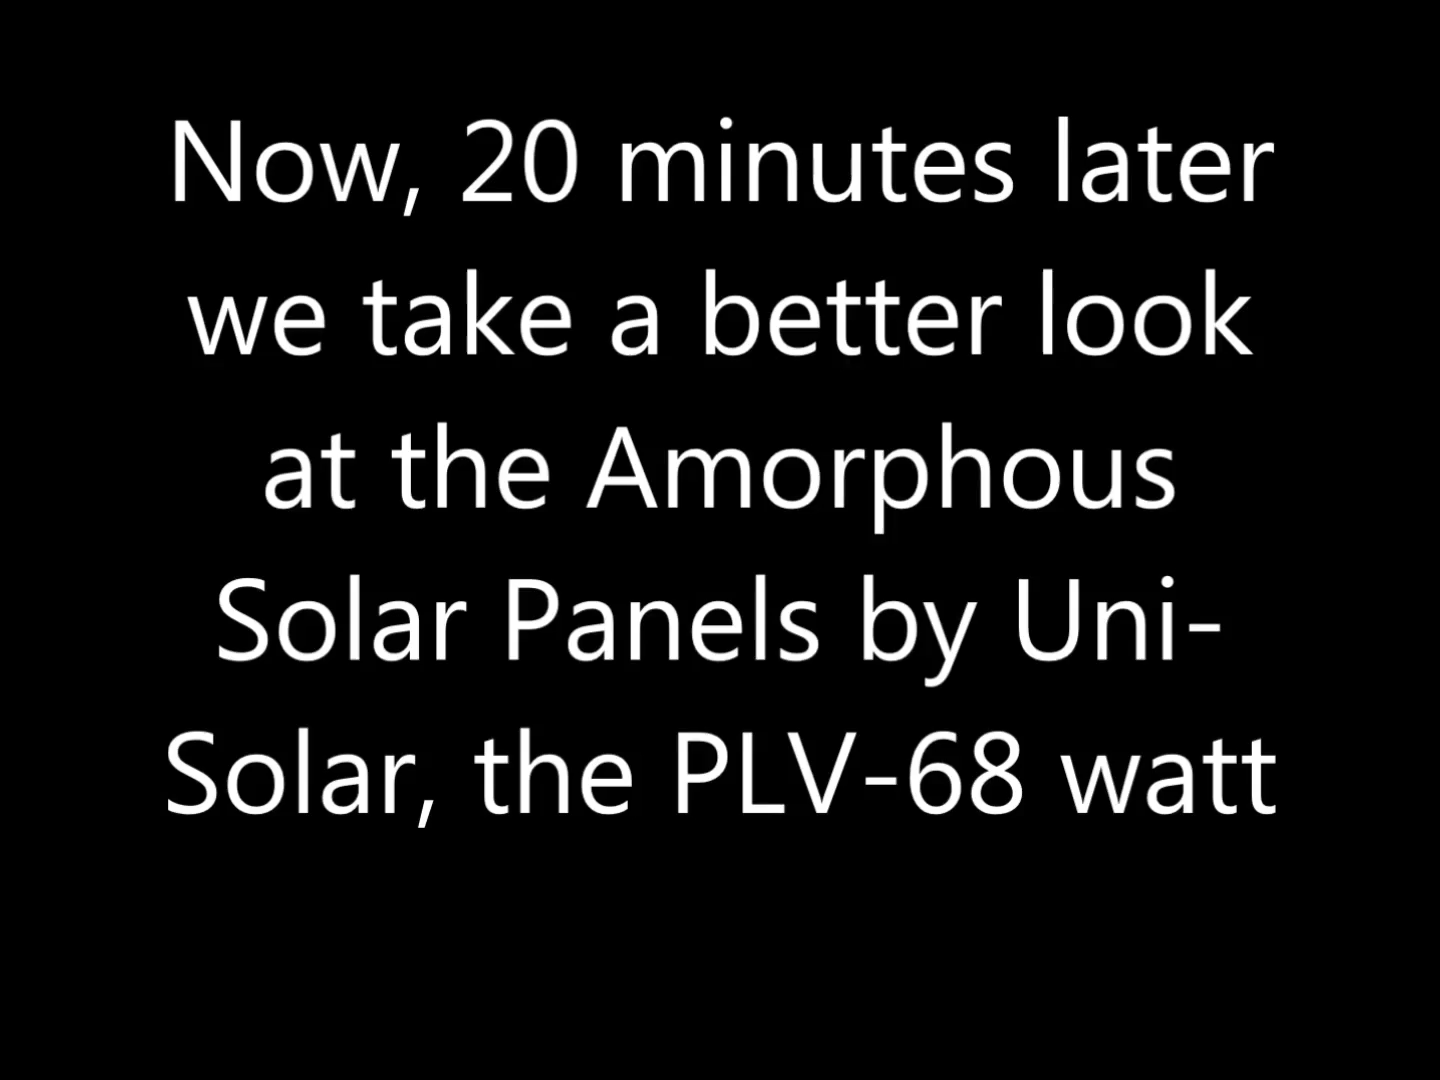 Now, 20 minutes later
we take a better look
at the Amorphous
Solar Panels by Uni-
Solar, the PLV-68 watt